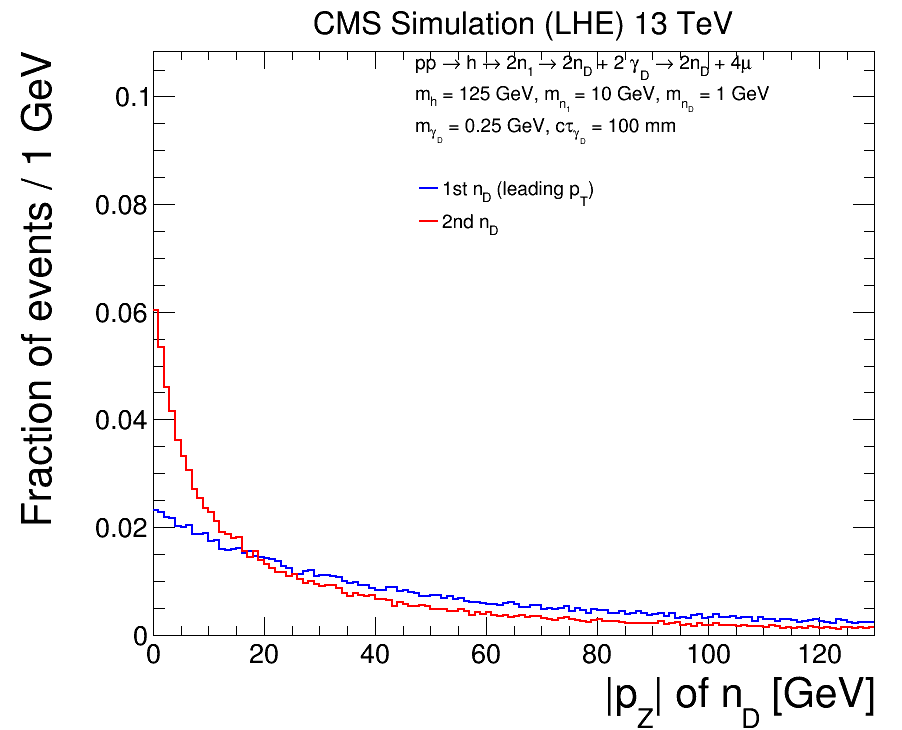 CMS Simulation (LHE) 13 TeV
pp → h → 2n₁ → 2n_D + 2 γ_D → 2n_D + 4μ
m_h = 125 GeV, m_n₁ = 10 GeV, m_n_D = 1 GeV
m_γ_D = 0.25 GeV, cτ_γ_D = 100 mm
1st n_D (leading p_T)
2nd n_D
Fraction of events / 1 GeV
0.1
0.08
0.06
0.04
0.02
0
0 20 40 60 80 100 120
|p_Z| of n_D [GeV]